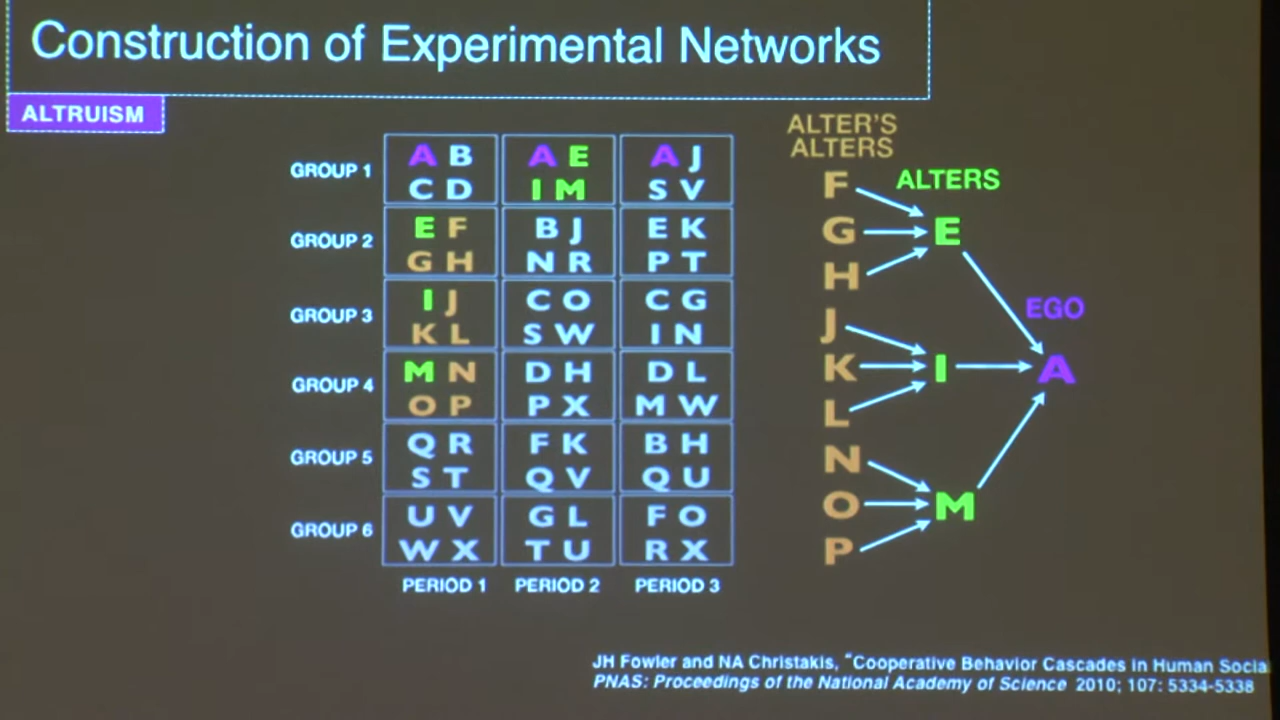 Construction of Experimental Networks
ALTRUISM
GROUP 1
A B
C D
A E
I M
A J
S V
GROUP 2
E F
G H
B J
N R
E K
P T
GROUP 3
I J
K L
C O
S W
C G
I N
GROUP 4
M N
O P
D H
P X
D L
M W
GROUP 5
Q R
S T
F K
Q V
B H
Q U
GROUP 6
U V
W X
G L
T U
F O
R X
PERIOD 1
PERIOD 2
PERIOD 3
ALTER'S
ALTERS
F
G
H
J
K
L
N
O
P
ALTERS
E
I
M
EGO
A
JH Fowler and NA Christakis, "Cooperative Behavior Cascades in Human Socia
PNAS: Proceedings of the National Academy of Science 2010; 107: 5334-5338